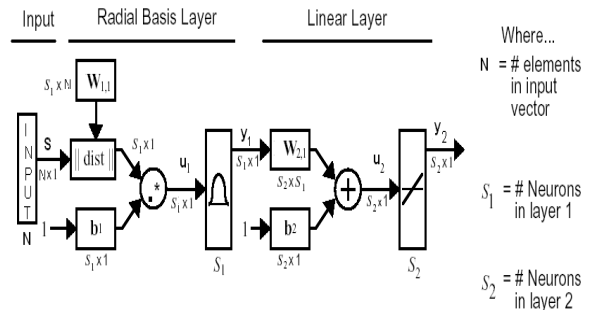 Input
Radial Basis Layer
Linear Layer
Where...
N = # elements
in input
vector
S₁ x N
W₁,₁
INPUT
S
N x 1
|| dist ||
S₁ x 1
.*
u₁
S₁ x 1
y₁
S₁ x 1
W₂,₁
S₂ x S₁
u₂
S₂ x 1
y₂
S₂ x 1
+
N
1
b₁
S₁ x 1
S₁
1
b₂
S₂ x 1
S₂
S₁ = # Neurons
in layer 1
S₂ = # Neurons
in layer 2